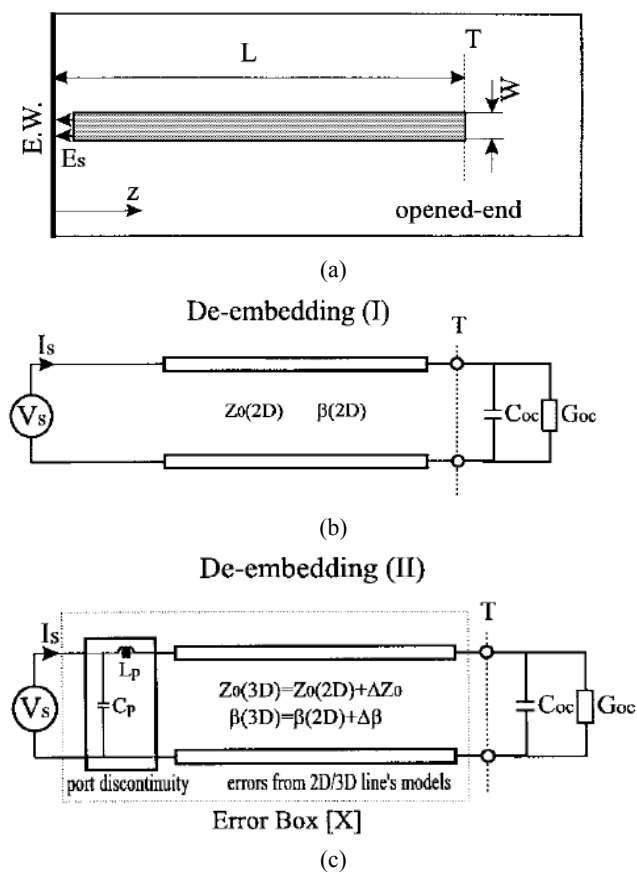 L
T
E.W.
W
Es
z
opened-end
(a)
De-embedding (I)
T
Is
Vs
Zo(2D) β(2D)
Coc
Goc
(b)
De-embedding (II)
T
Is
Lp
Vs
Cp
Zo(3D)=Zo(2D)+ΔZo
β(3D)=β(2D)+Δβ
Coc
Goc
port discontinuity
errors from 2D/3D line's models
Error Box [X]
(c)